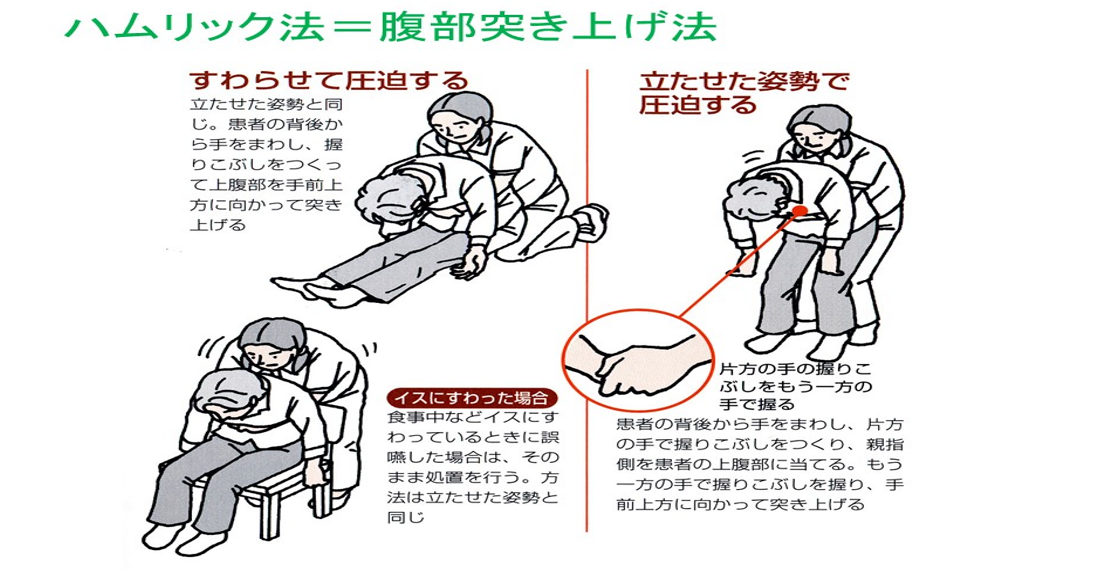 ハムリック法＝腹部突き上げ法
すわらせて圧迫する
立たせた姿勢と同
じ。患者の背後か
ら手をまわし、握
りこぶしをつくっ
て上腹部を手前上
方に向かって突き
上げる
イスにすわった場合
食事中などイスにす
わっているときに誤
嚥した場合は、その
まま処置を行う。方
法は立たせた姿勢と
同じ
立たせた姿勢で
圧迫する
片方の手の握りこ
ぶしをもう一方の
手で握る
患者の背後から手をまわし、片方
の手で握りこぶしをつくり、親指
側を患者の上腹部に当てる。もう
一方の手で握りこぶしを握り、手
前上方に向かって突き上げる